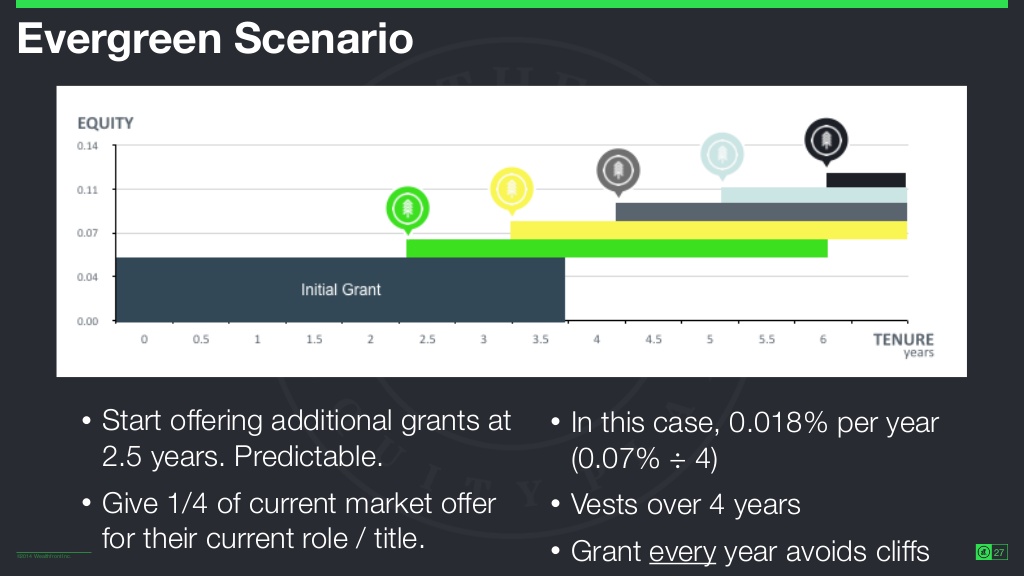 Evergreen Scenario
EQUITY
0.14
0.11
0.07
0.04
0.00
Initial Grant
0 0.5 1 1.5 2 2.5 3 3.5 4 4.5 5 5.5 6
TENURE
years
• Start offering additional grants at
2.5 years. Predictable.
• Give 1/4 of current market offer
for their current role / title.
• In this case, 0.018% per year
(0.07% ÷ 4)
• Vests over 4 years
• Grant every year avoids cliffs
27